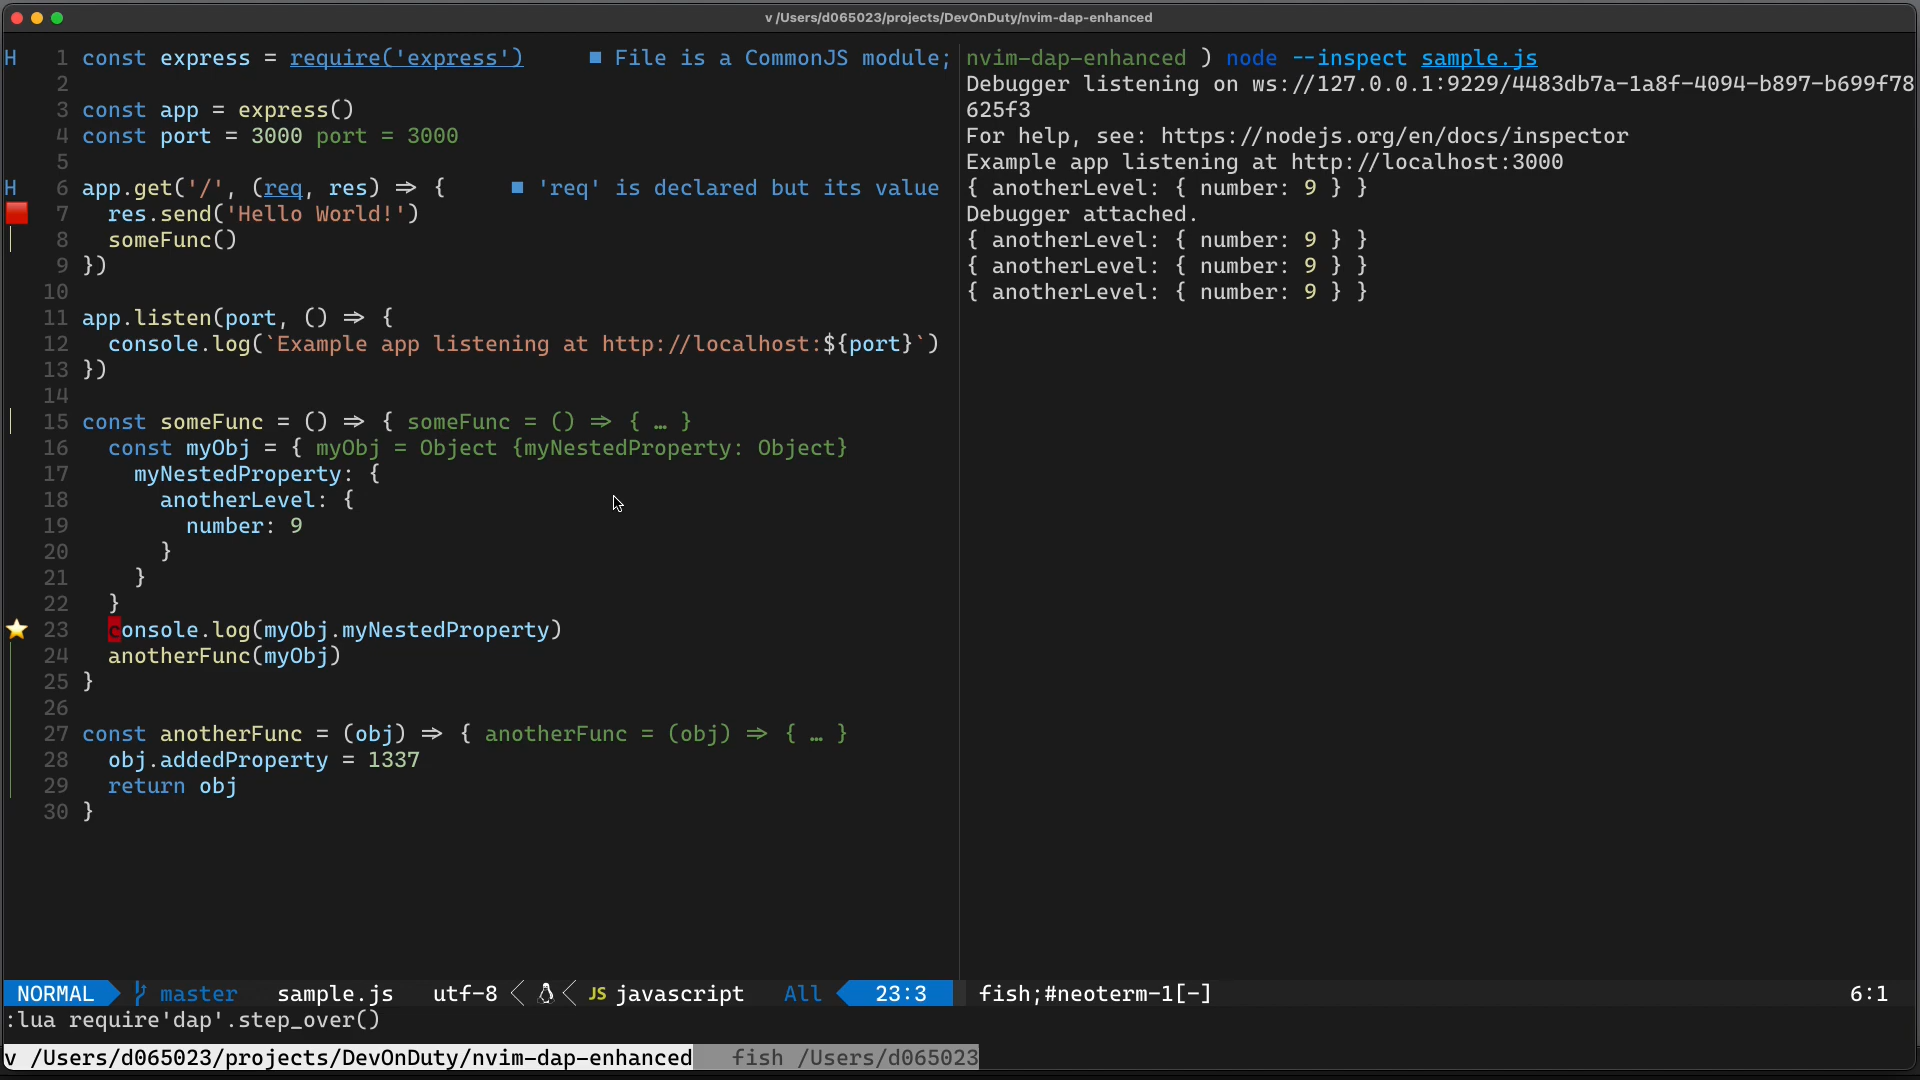 v /Users/d065023/projects/DevOnDuty/nvim-dap-enhanced
H 1 const express = require('express') ■ File is a CommonJS module;
2
3 const app = express()
4 const port = 3000 port = 3000
5
H 6 app.get('/', (req, res) => { ■ 'req' is declared but its value
7 res.send('Hello World!')
8 someFunc()
9 })
10
11 app.listen(port, () => {
12 console.log(`Example app listening at http://localhost:${port}`)
13 })
14
15 const someFunc = () => { someFunc = () => { … }
16 const myObj = { myObj = Object {myNestedProperty: Object}
17 myNestedProperty: {
18 anotherLevel: {
19 number: 9
20 }
21 }
22 }
23 console.log(myObj.myNestedProperty)
24 anotherFunc(myObj)
25 }
26
27 const anotherFunc = (obj) => { anotherFunc = (obj) => { … }
28 obj.addedProperty = 1337
29 return obj
30 }
nvim-dap-enhanced ) node --inspect sample.js
Debugger listening on ws://127.0.0.1:9229/4483db7a-1a8f-4094-b897-b699f78
625f3
For help, see: https://nodejs.org/en/docs/inspector
Example app listening at http://localhost:3000
{ anotherLevel: { number: 9 } }
Debugger attached.
{ anotherLevel: { number: 9 } }
{ anotherLevel: { number: 9 } }
{ anotherLevel: { number: 9 } }
NORMAL master sample.js utf-8 JS javascript All 23:3
fish;#neoterm-1[-] 6:1
:lua require'dap'.step_over()
v /Users/d065023/projects/DevOnDuty/nvim-dap-enhanced fish /Users/d065023